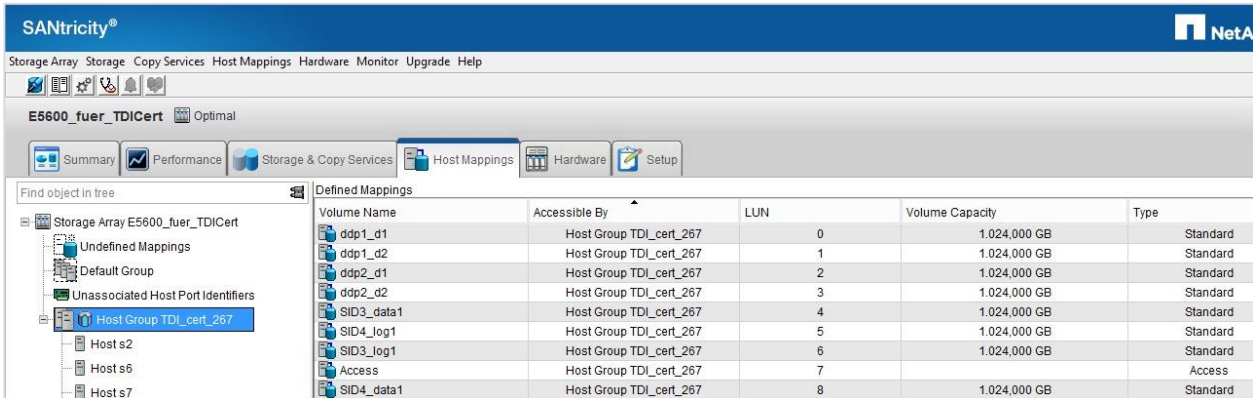 SANtricity®
NetA
Storage Array Storage Copy Services Host Mappings Hardware Monitor Upgrade Help
E5600_fuer_TDICert Optimal
Summary Performance Storage & Copy Services Host Mappings Hardware Setup
Find object in tree
Storage Array E5600_fuer_TDICert
Undefined Mappings
Default Group
Unassociated Host Port Identifiers
Host Group TDI_cert_267
Host s2
Host s6
Host s7
Defined Mappings
Volume Name Accessible By LUN Volume Capacity Type
ddp1_d1 Host Group TDI_cert_267 0 1.024,000 GB Standard
ddp1_d2 Host Group TDI_cert_267 1 1.024,000 GB Standard
ddp2_d1 Host Group TDI_cert_267 2 1.024,000 GB Standard
ddp2_d2 Host Group TDI_cert_267 3 1.024,000 GB Standard
SID3_data1 Host Group TDI_cert_267 4 1.024,000 GB Standard
SID4_log1 Host Group TDI_cert_267 5 1.024,000 GB Standard
SID3_log1 Host Group TDI_cert_267 6 1.024,000 GB Standard
Access Host Group TDI_cert_267 7 Access
SID4_data1 Host Group TDI_cert_267 8 1.024,000 GB Standard